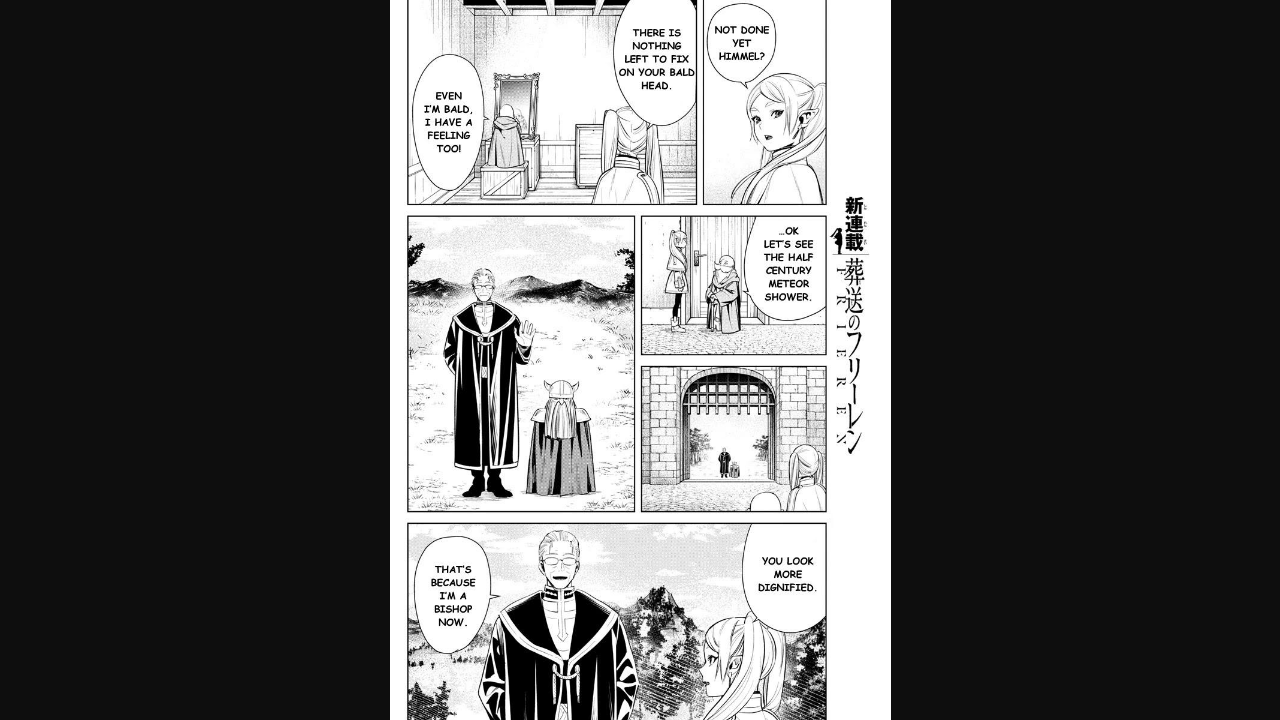 NOT DONE
YET
HIMMEL?
THERE IS
NOTHING
LEFT TO FIX
ON YOUR BALD
HEAD.
EVEN
I'M BALD,
I HAVE A
FEELING
TOO!
...OK
LET'S SEE
THE HALF
CENTURY
METEOR
SHOWER.
YOU LOOK
MORE
DIGNIFIED.
THAT'S
BECAUSE
I'M A
BISHOP
NOW.
新連載
葬送のフリーレン
FRIEREN